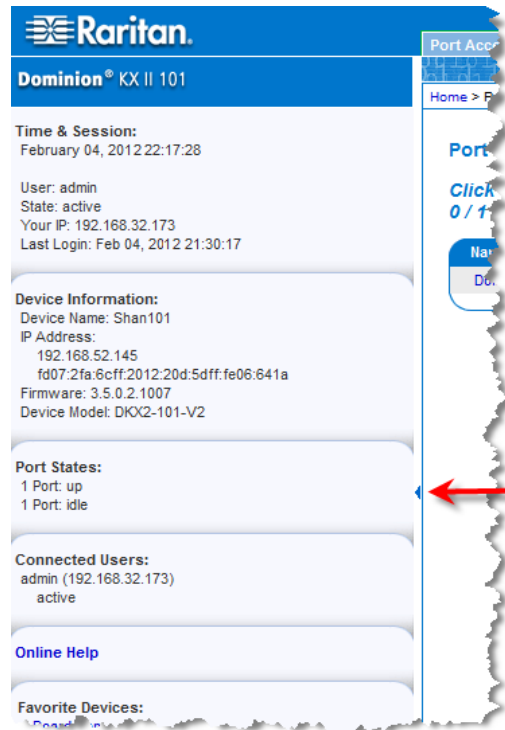 Raritan.
Dominion® KX II 101
Time & Session:
February 04, 2012 22:17:28
User: admin
State: active
Your IP: 192.168.32.173
Last Login: Feb 04, 2012 21:30:17
Device Information:
Device Name: Shan101
IP Address:
192.168.52.145
fd07:2fa:6cff:2012:20d:5dff:fe06:641a
Firmware: 3.5.0.2.1007
Device Model: DKX2-101-V2
Port States:
1 Port: up
1 Port: idle
Connected Users:
admin (192.168.32.173)
active
Online Help
Favorite Devices:
Port Acc
Home >
Port
Click
0 / 1